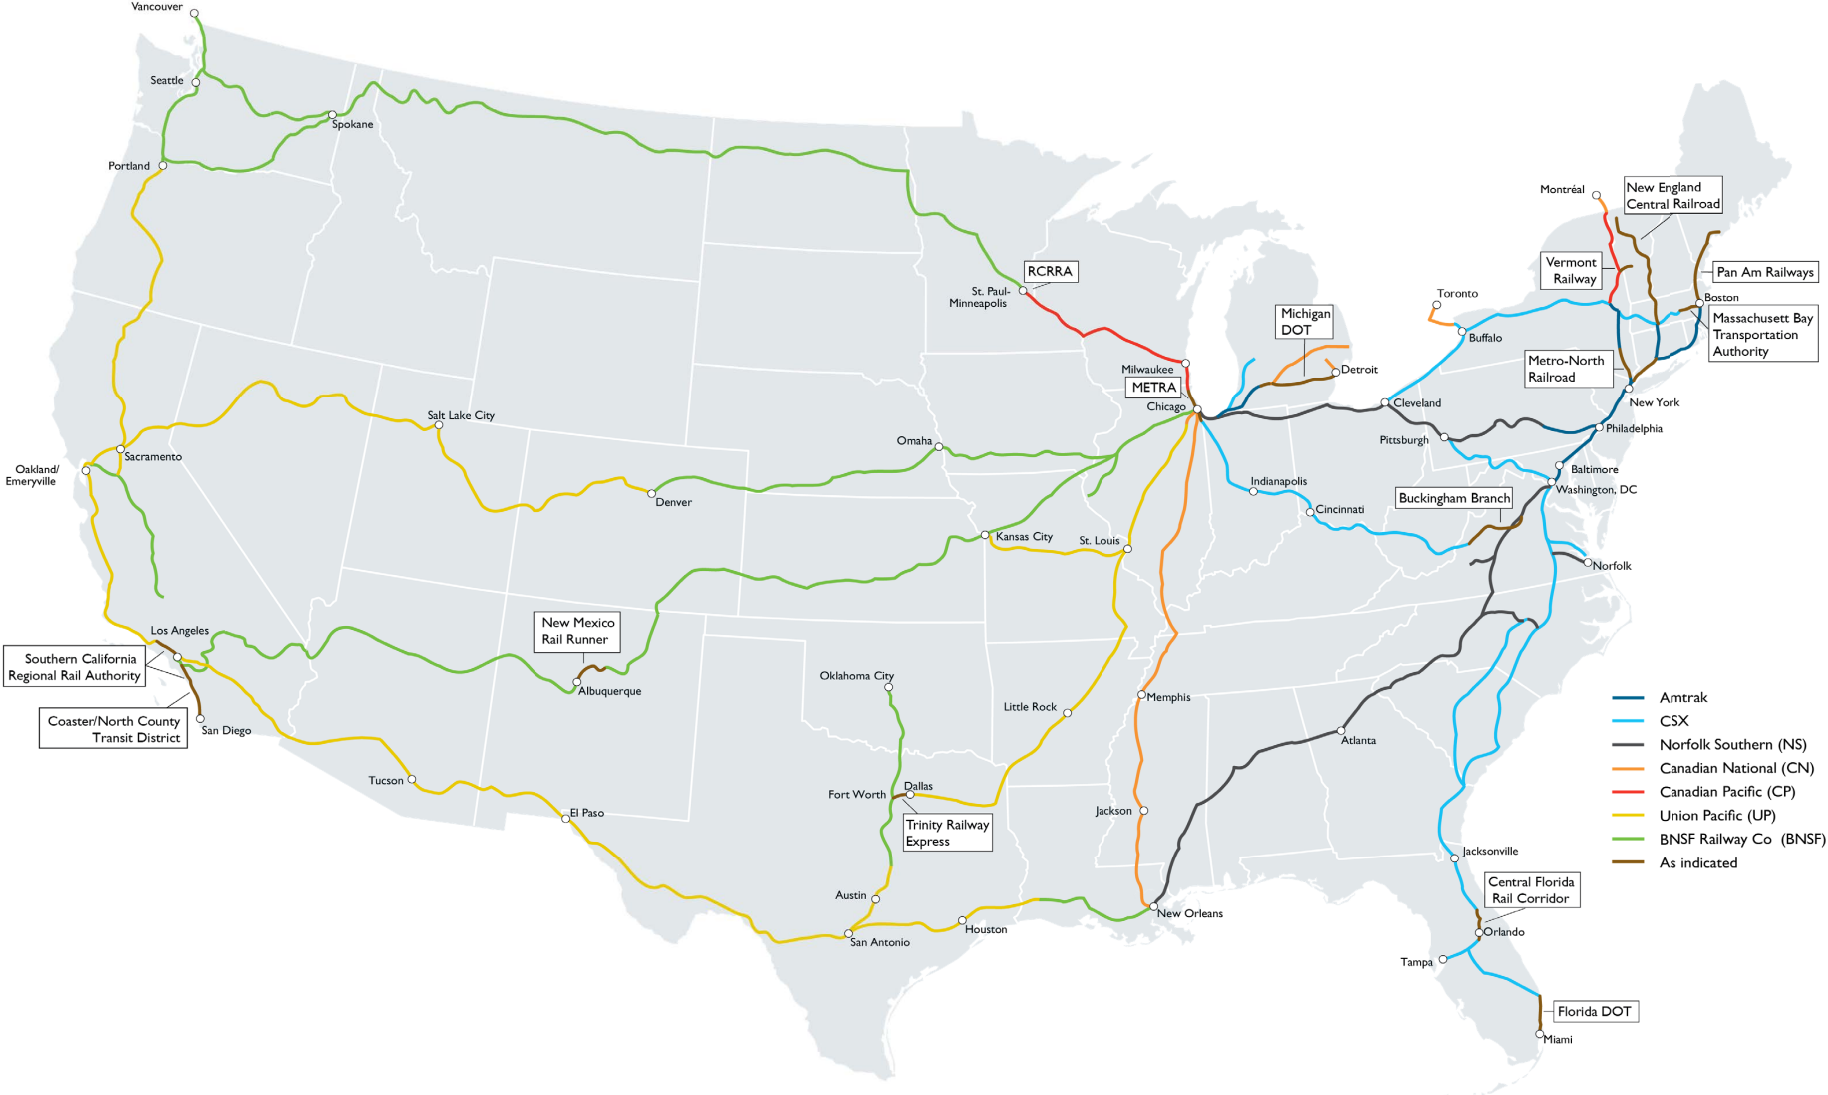 Vancouver
Seattle
Spokane
Portland
Montréal
New England
Central Railroad
Vermont
Railway
Pan Am Railways
RCRRA
St. Paul-
Minneapolis
Toronto
Boston
Massachusett Bay
Transportation
Authority
Michigan
DOT
Buffalo
Metro-North
Railroad
Milwaukee
METRA
Detroit
Chicago
Cleveland
New York
Salt Lake City
Omaha
Pittsburgh
Philadelphia
Sacramento
Oakland/
Emeryville
Baltimore
Indianapolis
Washington, DC
Denver
Buckingham Branch
Cincinnati
Kansas City
St. Louis
Norfolk
Los Angeles
New Mexico
Rail Runner
Southern California
Regional Rail Authority
Albuquerque
Oklahoma City
Memphis
Little Rock
Coaster/North County
Transit District
San Diego
Atlanta
Tucson
Fort Worth
Dallas
El Paso
Trinity Railway
Express
Jackson
Jacksonville
Austin
Central Florida
Rail Corridor
New Orleans
Houston
San Antonio
Orlando
Tampa
Florida DOT
Miami
Amtrak
CSX
Norfolk Southern (NS)
Canadian National (CN)
Canadian Pacific (CP)
Union Pacific (UP)
BNSF Railway Co (BNSF)
As indicated